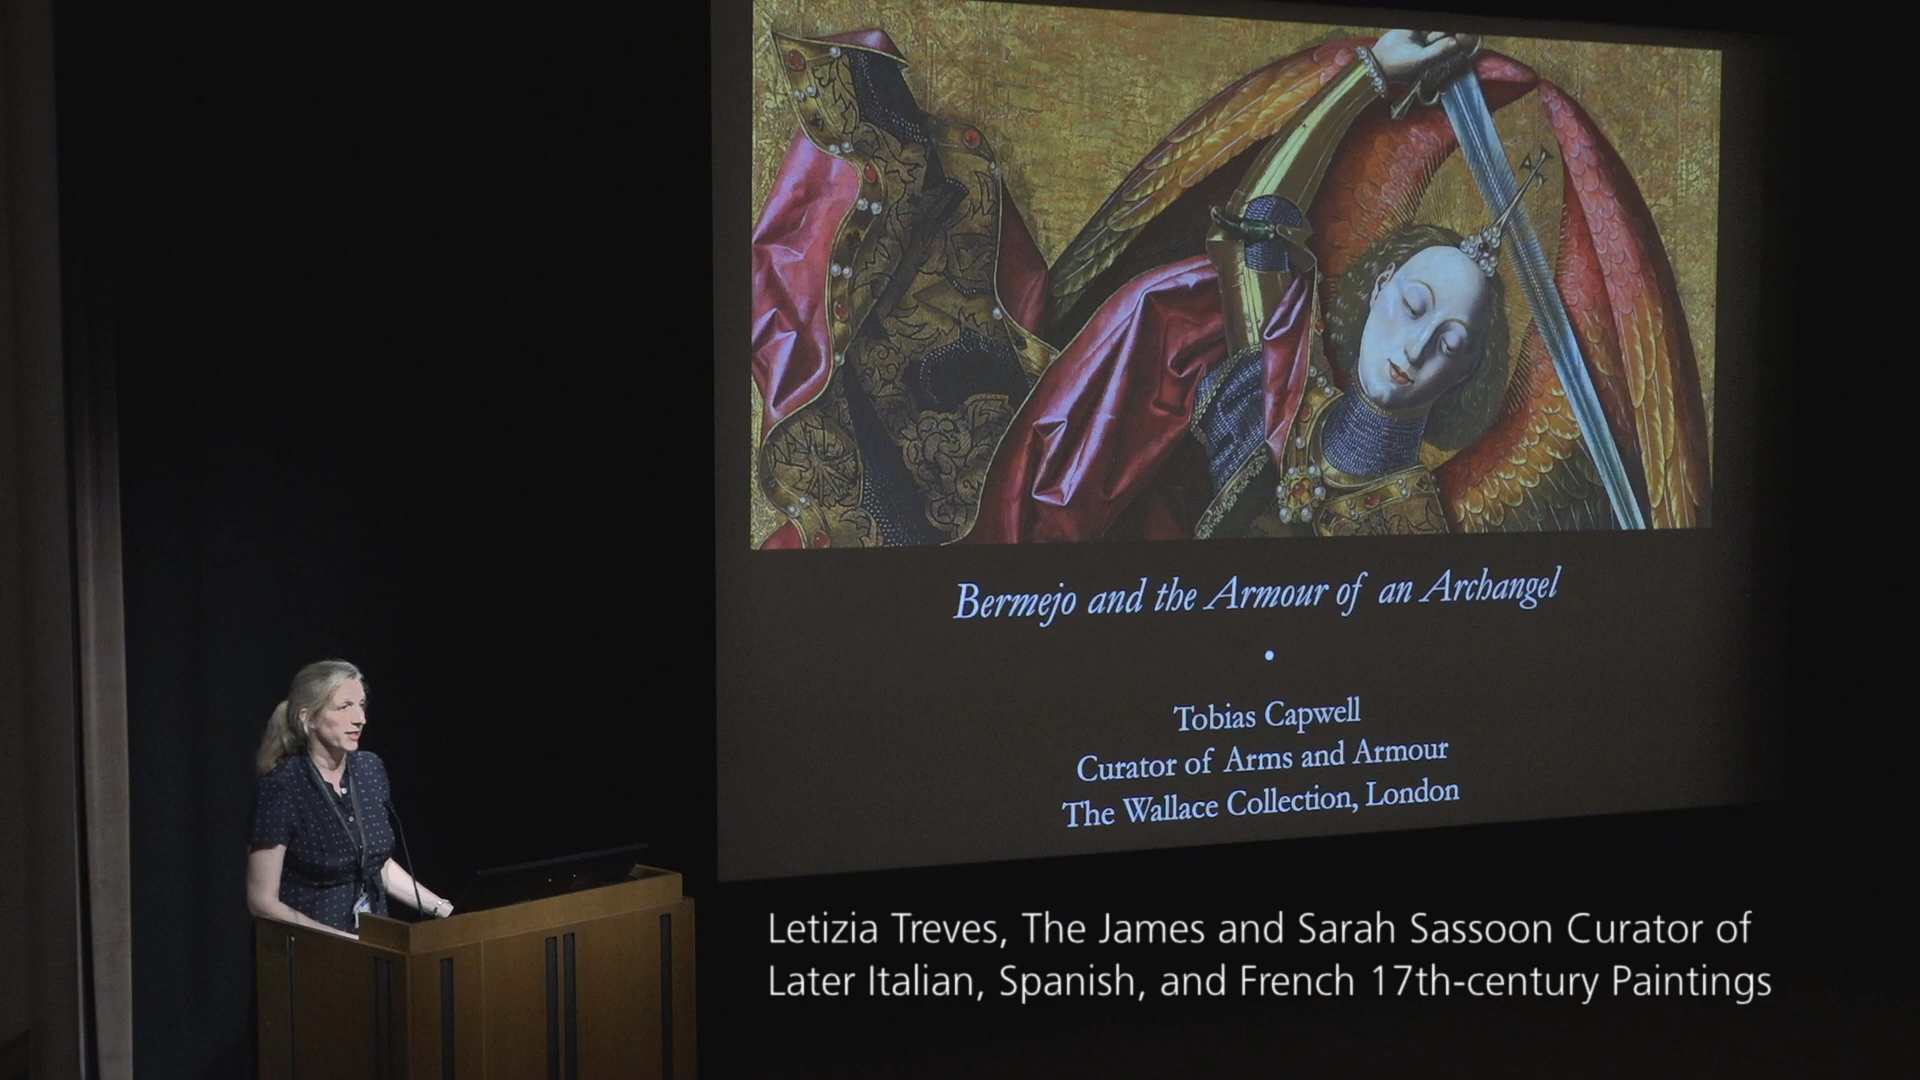 Bermejo and the Armour of an Archangel
•
Tobias Capwell
Curator of Arms and Armour
The Wallace Collection, London
Letizia Treves, The James and Sarah Sassoon Curator of
Later Italian, Spanish, and French 17th-century Paintings